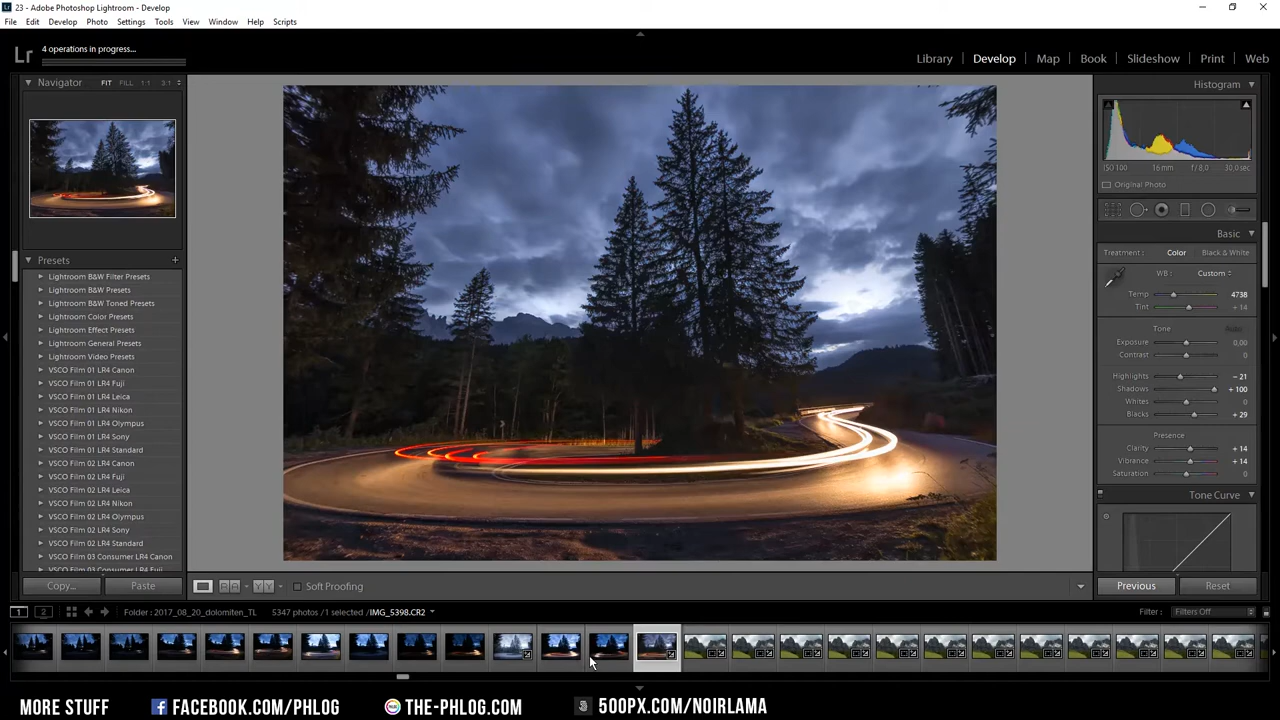 23 - Adobe Photoshop Lightroom - Develop
File Edit Develop Photo Settings Tools View Window Help Scripts
Lr 4 operations in progress...
Library Develop Map Book Slideshow Print Web
Navigator FIT FILL 1:1 3:1
Histogram
ISO 100 16 mm f / 8,0 30,0 sec
Original Photo
Basic
Treatment : Color Black & White
WB : Custom
Temp 4738
Tint + 14
Tone Auto
Exposure 0,00
Contrast 0
Highlights - 21
Shadows + 100
Whites 0
Blacks + 29
Presence
Clarity + 14
Vibrance + 14
Saturation 0
Tone Curve
Previous Reset
Presets +
Lightroom B&W Filter Presets
Lightroom B&W Presets
Lightroom B&W Toned Presets
Lightroom Color Presets
Lightroom Effect Presets
Lightroom General Presets
Lightroom Video Presets
VSCO Film 01 LR4 Canon
VSCO Film 01 LR4 Fuji
VSCO Film 01 LR4 Leica
VSCO Film 01 LR4 Nikon
VSCO Film 01 LR4 Olympus
VSCO Film 01 LR4 Sony
VSCO Film 01 LR4 Standard
VSCO Film 02 LR4 Canon
VSCO Film 02 LR4 Fuji
VSCO Film 02 LR4 Leica
VSCO Film 02 LR4 Nikon
VSCO Film 02 LR4 Olympus
VSCO Film 02 LR4 Sony
VSCO Film 02 LR4 Standard
VSCO Film 03 Consumer LR4 Canon
VSCO Film 03 Consumer LR4 Fuji
Copy... Paste
Soft Proofing
1 2 Folder : 2017_08_20_dolomiten_TL 5347 photos / 1 selected / IMG_5398.CR2 Filter : Filters Off
MORE STUFF FACEBOOK.COM/PHLOG THE-PHLOG.COM 500PX.COM/NOIRLAMA